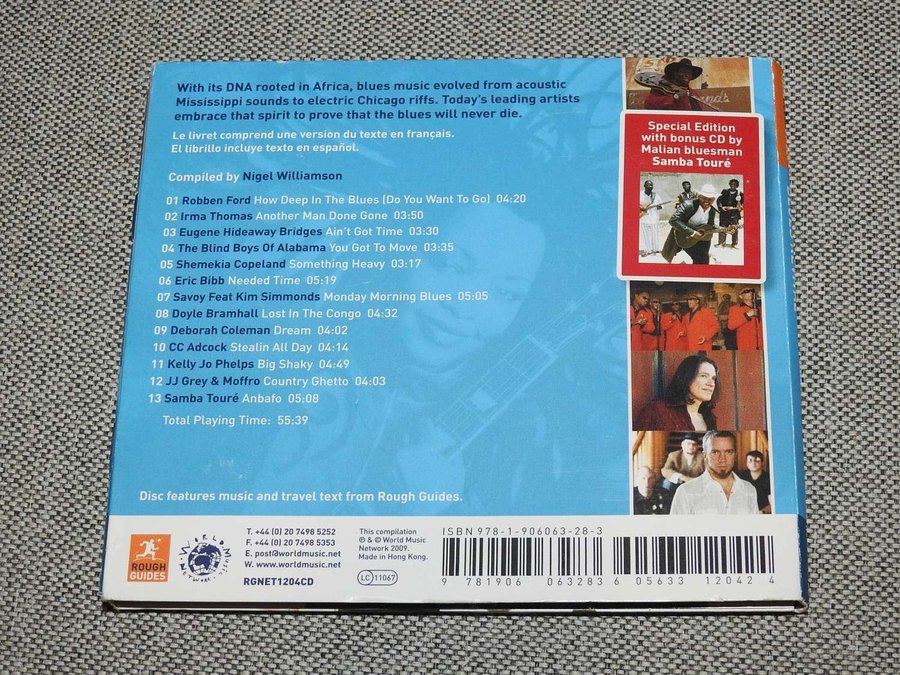 With its DNA rooted in Africa, blues music evolved from acoustic
Mississippi sounds to electric Chicago riffs. Today's leading artists
embrace that spirit to prove that the blues will never die.
Le livret comprend une version du texte en français.
El librillo incluye texto en español.
Compiled by Nigel Williamson
01 Robben Ford How Deep In The Blues (Do You Want To Go) 04:20
02 Irma Thomas Another Man Done Gone 03:50
03 Eugene Hideaway Bridges Ain't Got Time 03:30
04 The Blind Boys Of Alabama You Got To Move 03:35
05 Shemekia Copeland Something Heavy 03:17
06 Eric Bibb Needed Time 05:19
07 Savoy Feat Kim Simmonds Monday Morning Blues 05:05
08 Doyle Bramhall Lost In The Congo 04:32
09 Deborah Coleman Dream 04:02
10 CC Adcock Stealin All Day 04:14
11 Kelly Jo Phelps Big Shaky 04:49
12 JJ Grey & Moffro Country Ghetto 04:03
13 Samba Touré Anbafo 05:08
Total Playing Time: 55:39
Special Edition
with bonus CD by
Malian bluesman
Samba Touré
Disc features music and travel text from Rough Guides.
ROUGH
GUIDES
WORLD MUSIC NETWORK
T. +44 (0) 20 7498 5252
F. +44 (0) 20 7498 5353
E. post@worldmusic.net
W. www.worldmusic.net
RGNET1204CD
This compilation
℗ & © World Music
Network 2009.
Made in Hong Kong.
LC 11067
ISBN 978-1-906063-28-3
9 781906 063283
6 05633 12042 4